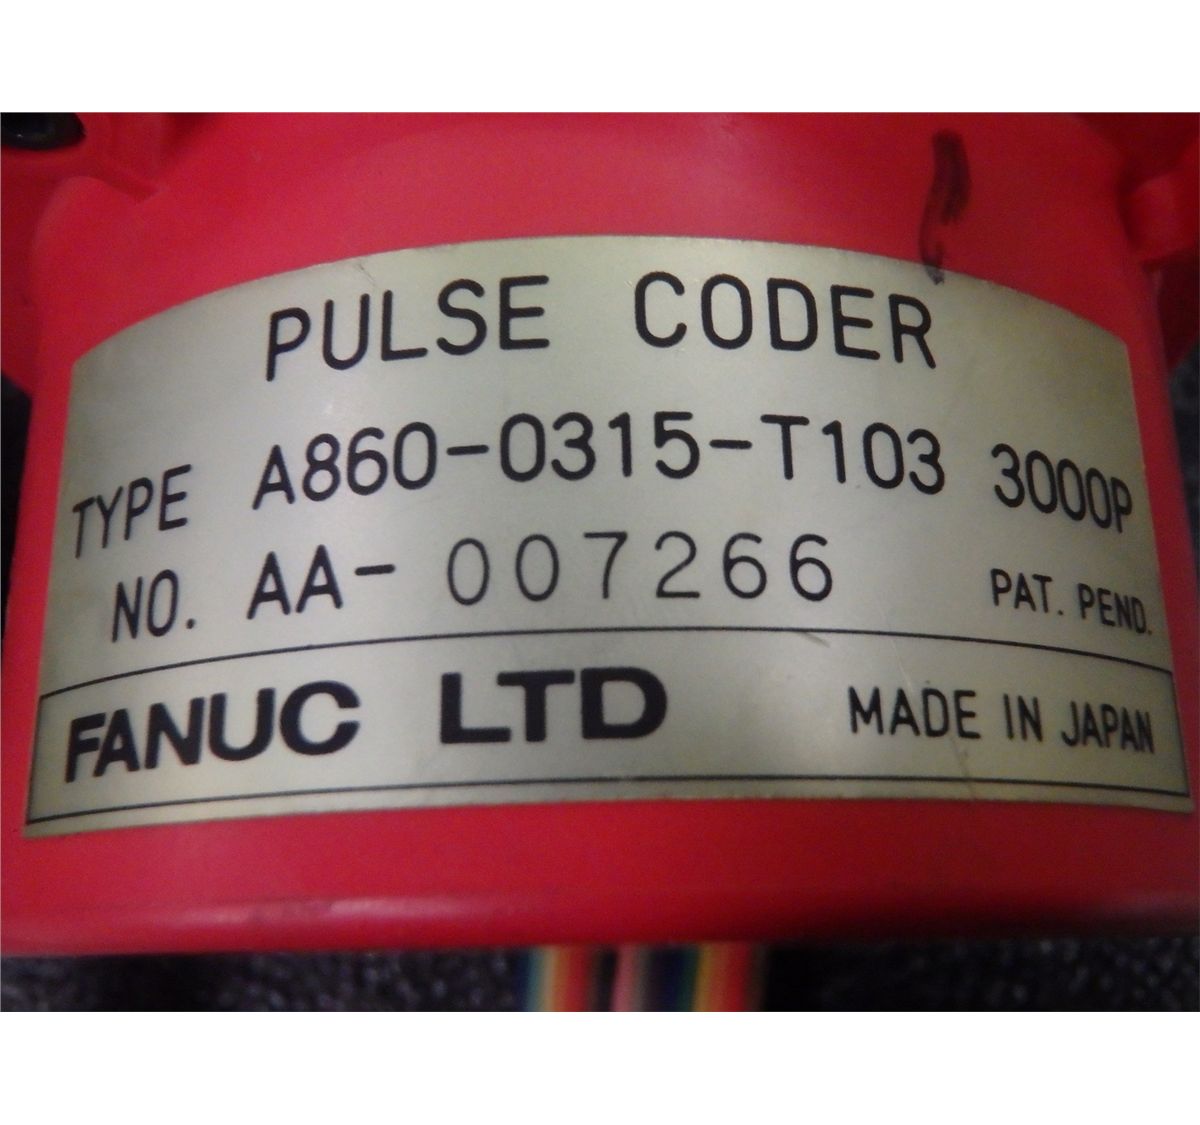 PULSE CODER
TYPE A860-0315-T103 3000P
NO. AA-007266 PAT. PEND.
FANUC LTD MADE IN JAPAN